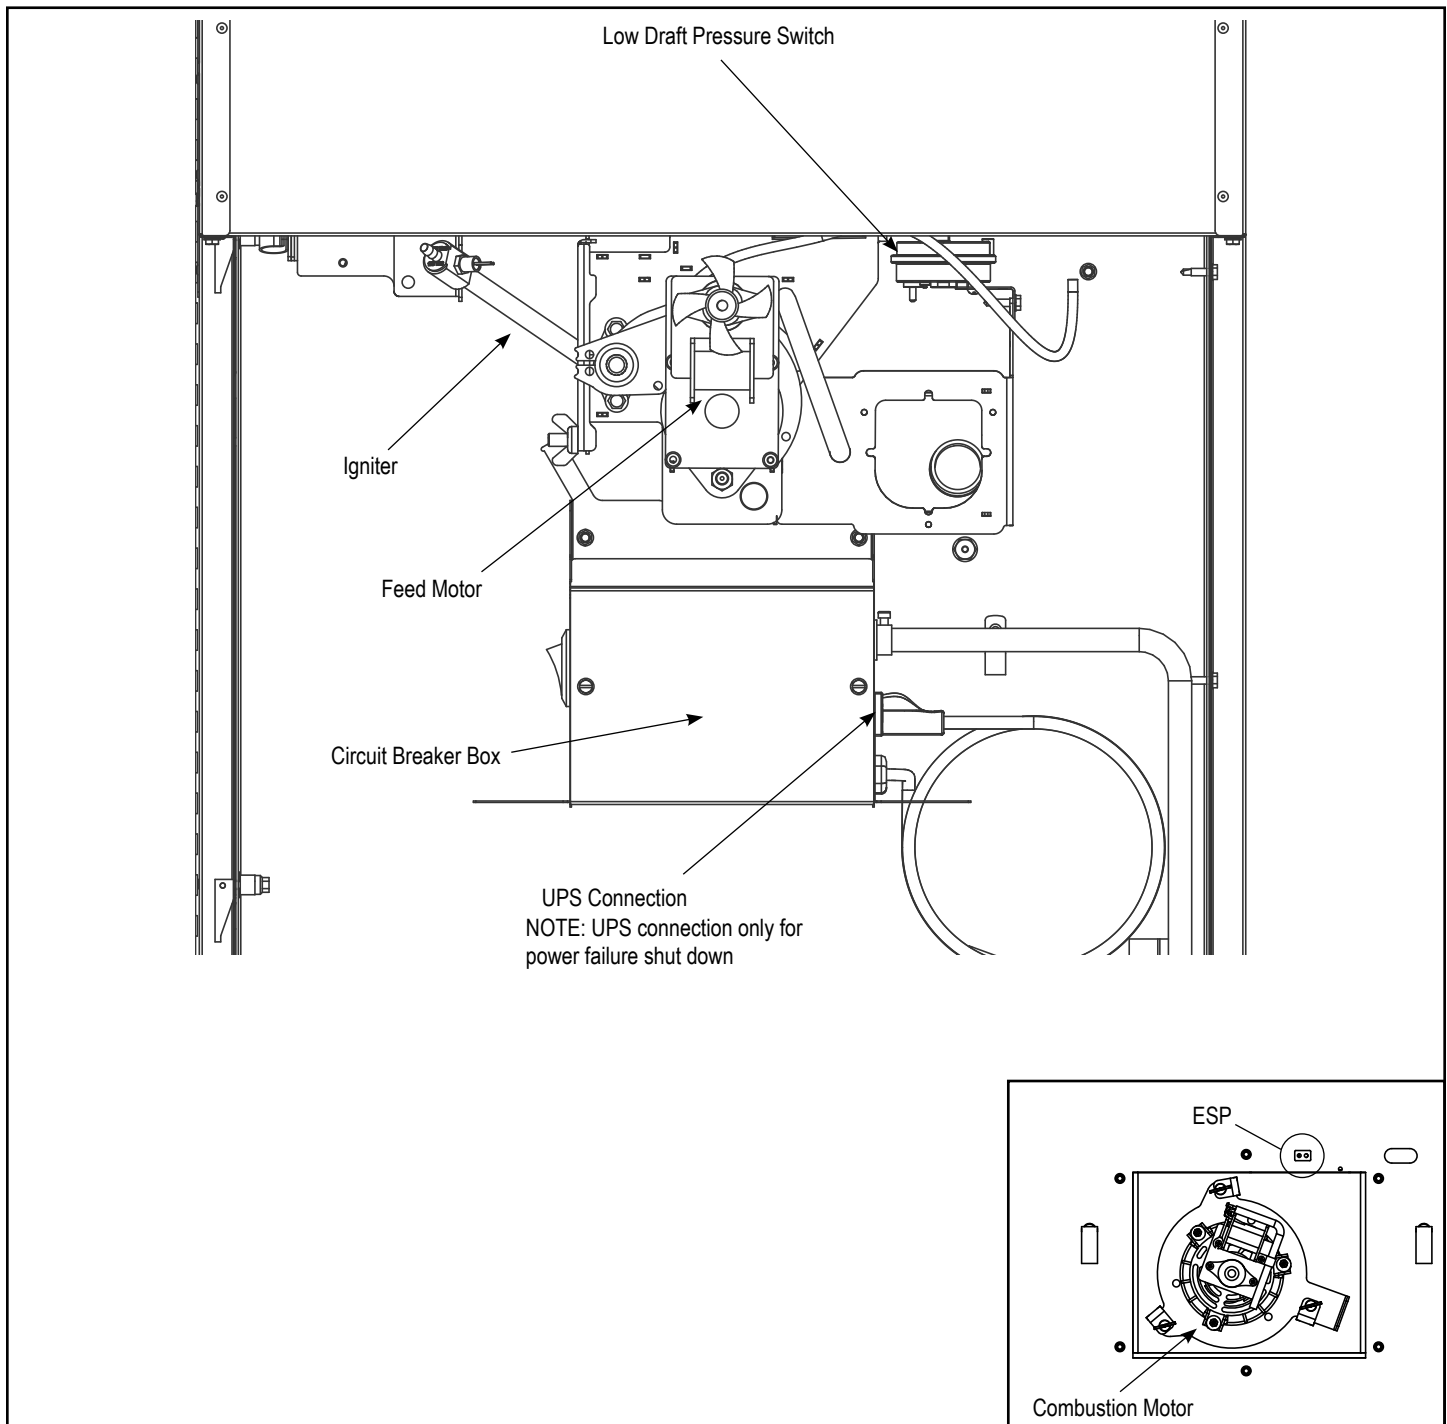 Low Draft Pressure Switch
Igniter
Feed Motor
Circuit Breaker Box
UPS Connection
NOTE: UPS connection only for
power failure shut down
ESP
Combustion Motor